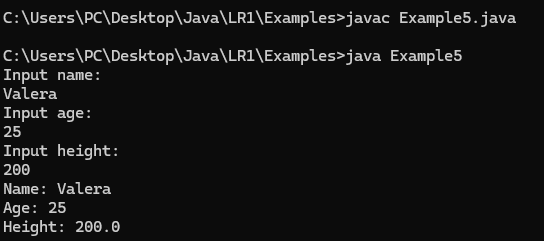 C:\Users\PC\Desktop\Java\LR1\Examples>javac Example5.java
C:\Users\PC\Desktop\Java\LR1\Examples>java Example5
Input name:
Valera
Input age:
25
Input height:
200
Name: Valera
Age: 25
Height: 200.0